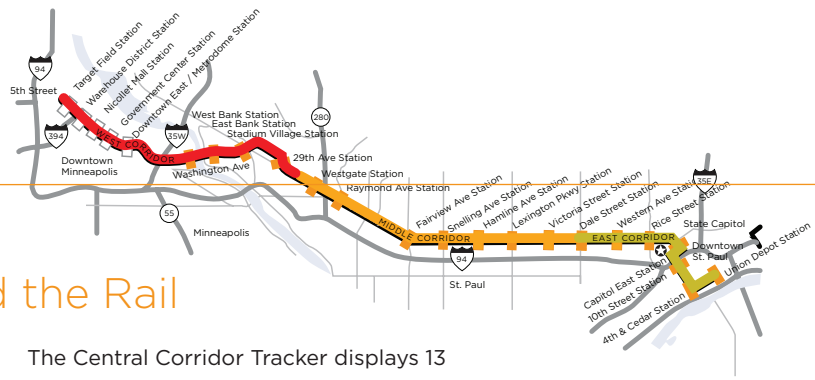 Target Field Station
Warehouse District Station
Nicollet Mall Station
Government Center Station
Downtown East / Metrodome Station
94
5th Street
394
WEST CORRIDOR
35W
West Bank Station
East Bank Station
Stadium Village Station
280
29th Ave Station
Westgate Station
Raymond Ave Station
Downtown
Minneapolis
Washington Ave
55
Minneapolis
MIDDLE CORRIDOR
94
St. Paul
Fairview Ave Station
Snelling Ave Station
Hamline Ave Station
Lexington Pkwy Station
Victoria Street Station
Dale Street Station
Western Ave Station
Rice Street Station
35E
EAST CORRIDOR
State Capitol
Downtown
St. Paul
Union Depot Station
Capitol East Station
10th Street Station
4th & Cedar Station
d the Rail
The Central Corridor Tracker displays 13